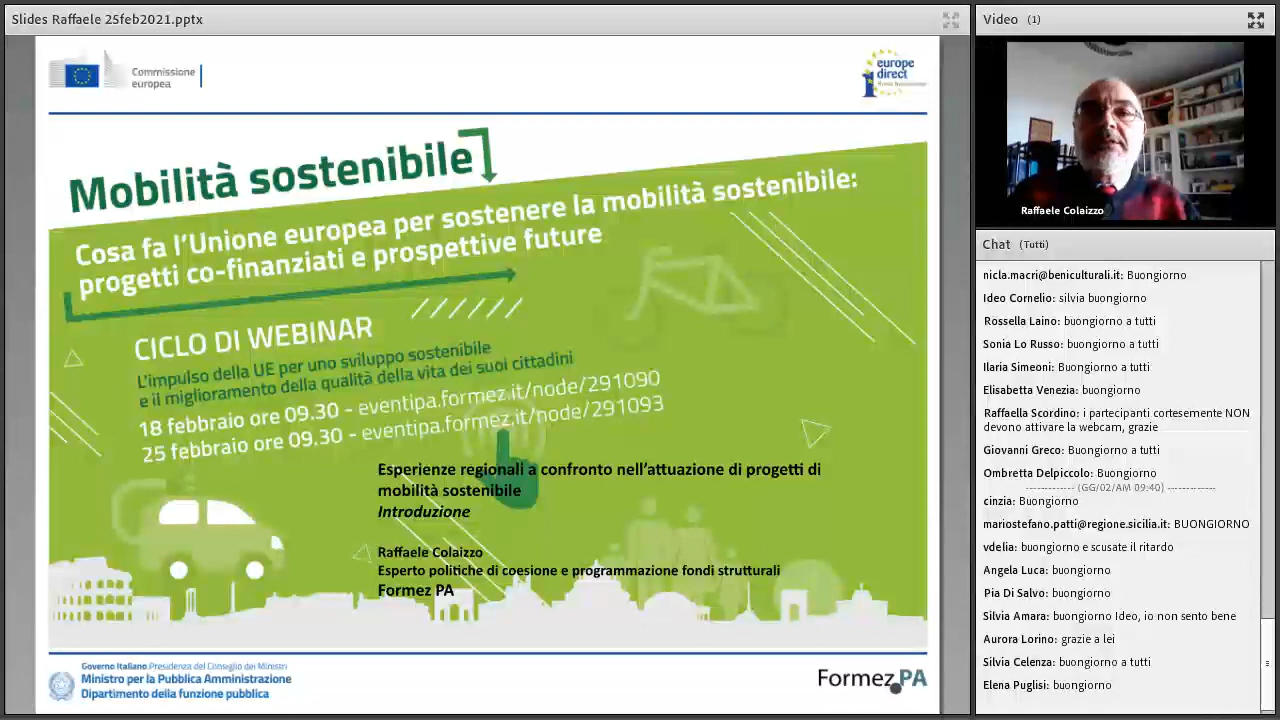 Slides Raffaele 25feb2021.pptx
Commissione
europea
europe
direct
Mobilità sostenibile
Cosa fa l'Unione europea per sostenere la mobilità sostenibile:
progetti co-finanziati e prospettive future
CICLO DI WEBINAR
L'impulso della UE per uno sviluppo sostenibile
e il miglioramento della qualità della vita dei suoi cittadini
18 febbraio ore 09.30 - eventipa.formez.it/node/291090
25 febbraio ore 09.30 - eventipa.formez.it/node/291093
Esperienze regionali a confronto nell'attuazione di progetti di
mobilità sostenibile
Introduzione
Raffaele Colaizzo
Esperto politiche di coesione e programmazione fondi strutturali
Formez PA
Governo Italiano Presidenza del Consiglio dei Ministri
Ministro per la Pubblica Amministrazione
Dipartimento della funzione pubblica
Formez PA
Video (1)
Raffaele Colaizzo
Chat (Tutti)
nicla.macri@beniculturali.it: Buongiorno
Ideo Cornelio: silvia buongiorno
Rossella Laino: buongiorno a tutti
Sonia Lo Russo: buongiorno a tutti
Ilaria Simeoni: Buongiorno a tutti
Elisabetta Venezia: buongiorno
Raffaella Scordino: i partecipanti cortesemente NON
devono attivare la webcam, grazie
Giovanni Greco: Buongiorno a tutti
Ombretta Delpiccolo: Buongiorno
------------ (GG/02/AM 09:40) ------------
cinzia: Buongiorno
mariostefano.patti@regione.sicilia.it: BUONGIORNO
vdelia: buongiorno e scusate il ritardo
Angela Luca: buongiorno
Pia Di Salvo: buongiorno
Silvia Amara: buongiorno Ideo, io non sento bene
Aurora Lorino: grazie a lei
Silvia Celenza: buongiorno a tutti
Elena Puglisi: buongiorno